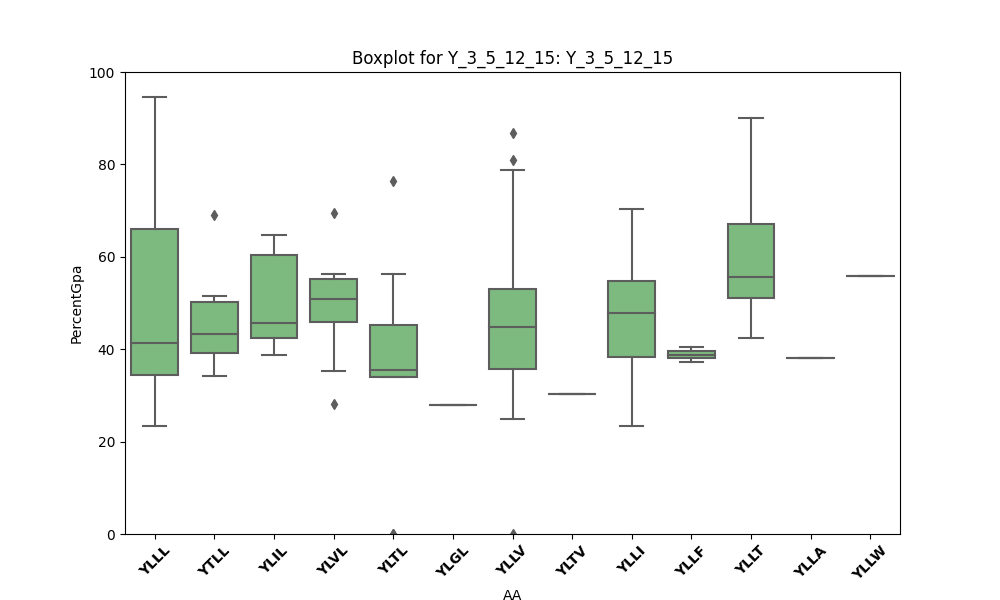 Boxplot for Y_3_5_12_15: Y_3_5_12_15
100
80
60
40
20
0
PercentGpa
YLLL YTLL YLIL YLVL YLTL YLGL YLLV YLTV YLLI YLLF YLLT YLLA YLLW
AA